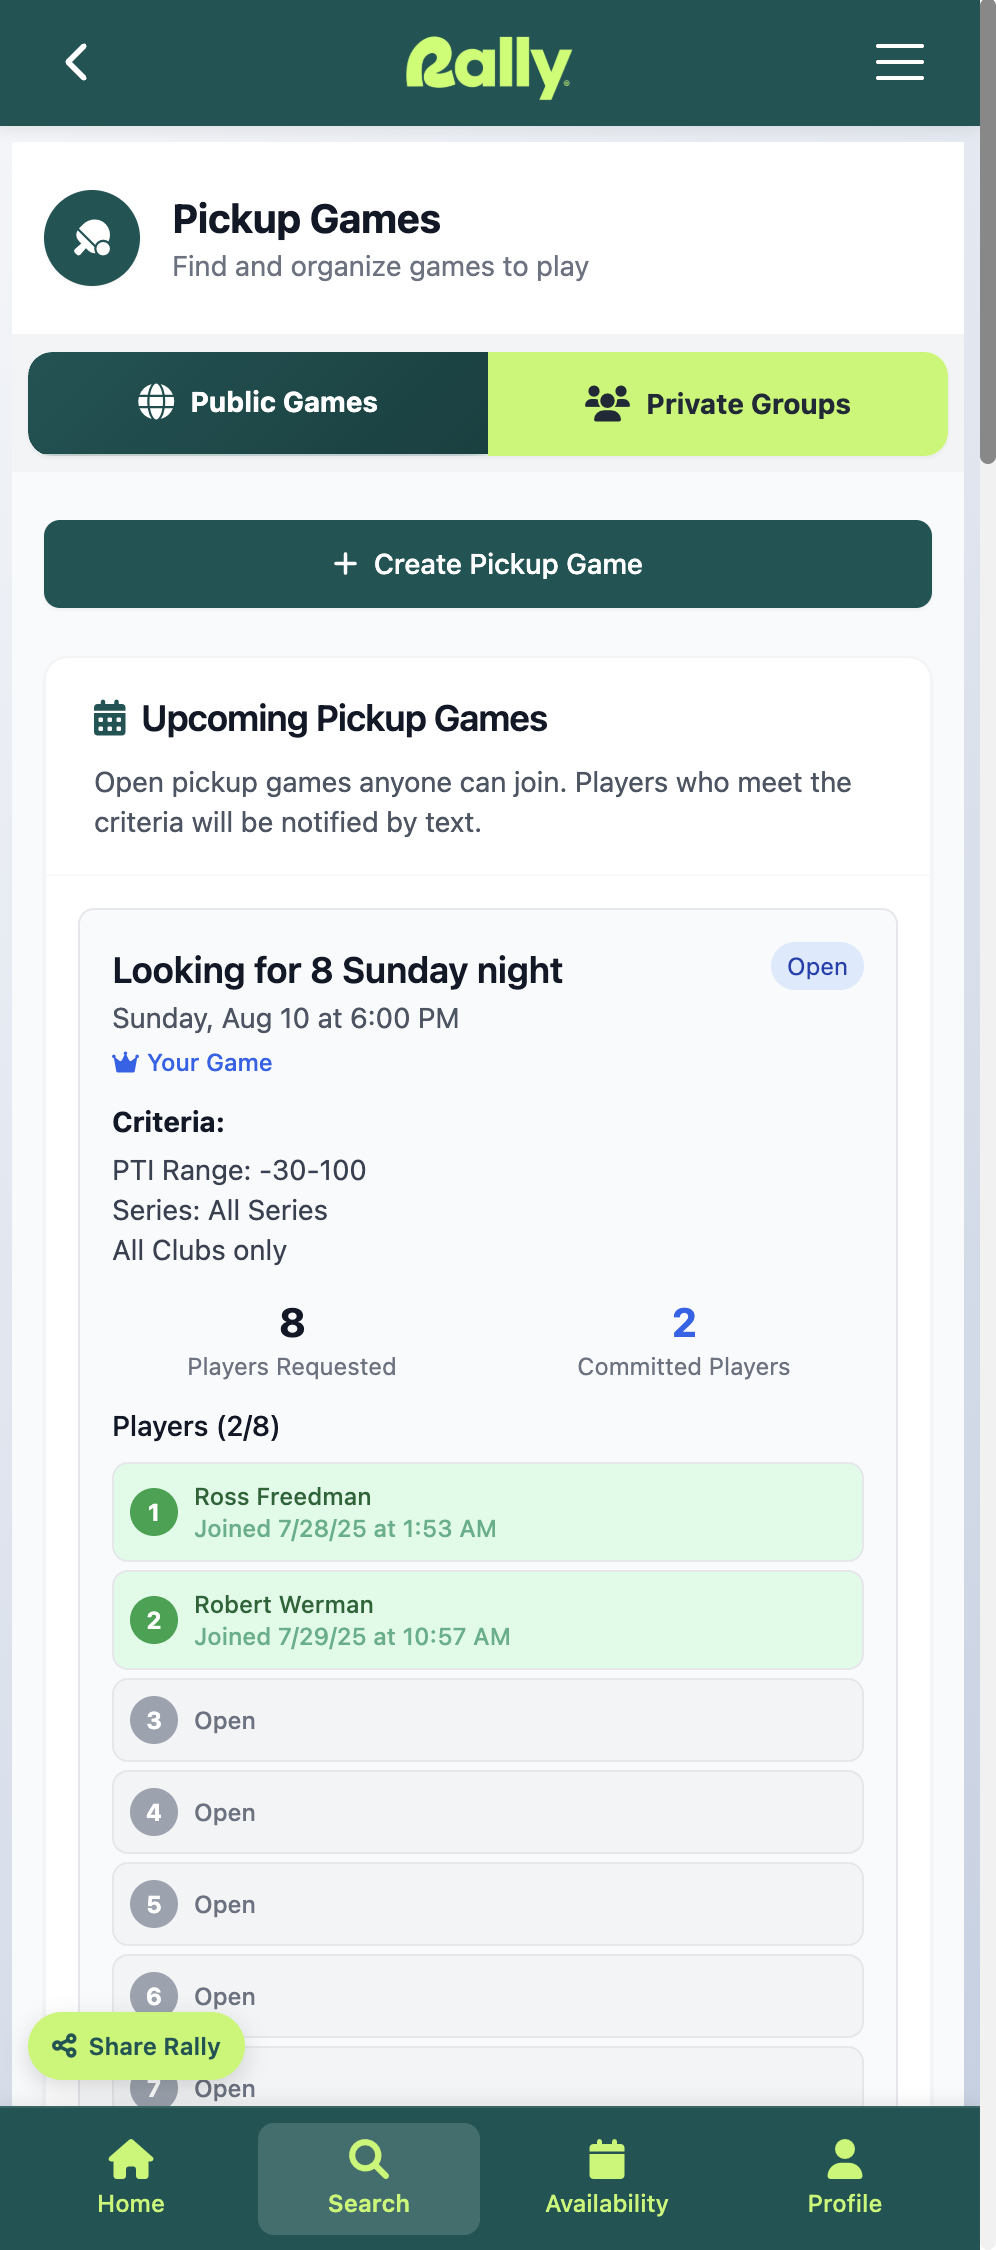 Rally
Pickup Games
Find and organize games to play
Public Games
Private Groups
+ Create Pickup Game
Upcoming Pickup Games
Open pickup games anyone can join. Players who meet the
criteria will be notified by text.
Looking for 8 Sunday night
Open
Sunday, Aug 10 at 6:00 PM
Your Game
Criteria:
PTI Range: -30-100
Series: All Series
All Clubs only
8
Players Requested
2
Committed Players
Players (2/8)
1
Ross Freedman
Joined 7/28/25 at 1:53 AM
2
Robert Werman
Joined 7/29/25 at 10:57 AM
3
Open
4
Open
5
Open
6
Open
Share Rally
7
Open
Home
Search
Availability
Profile